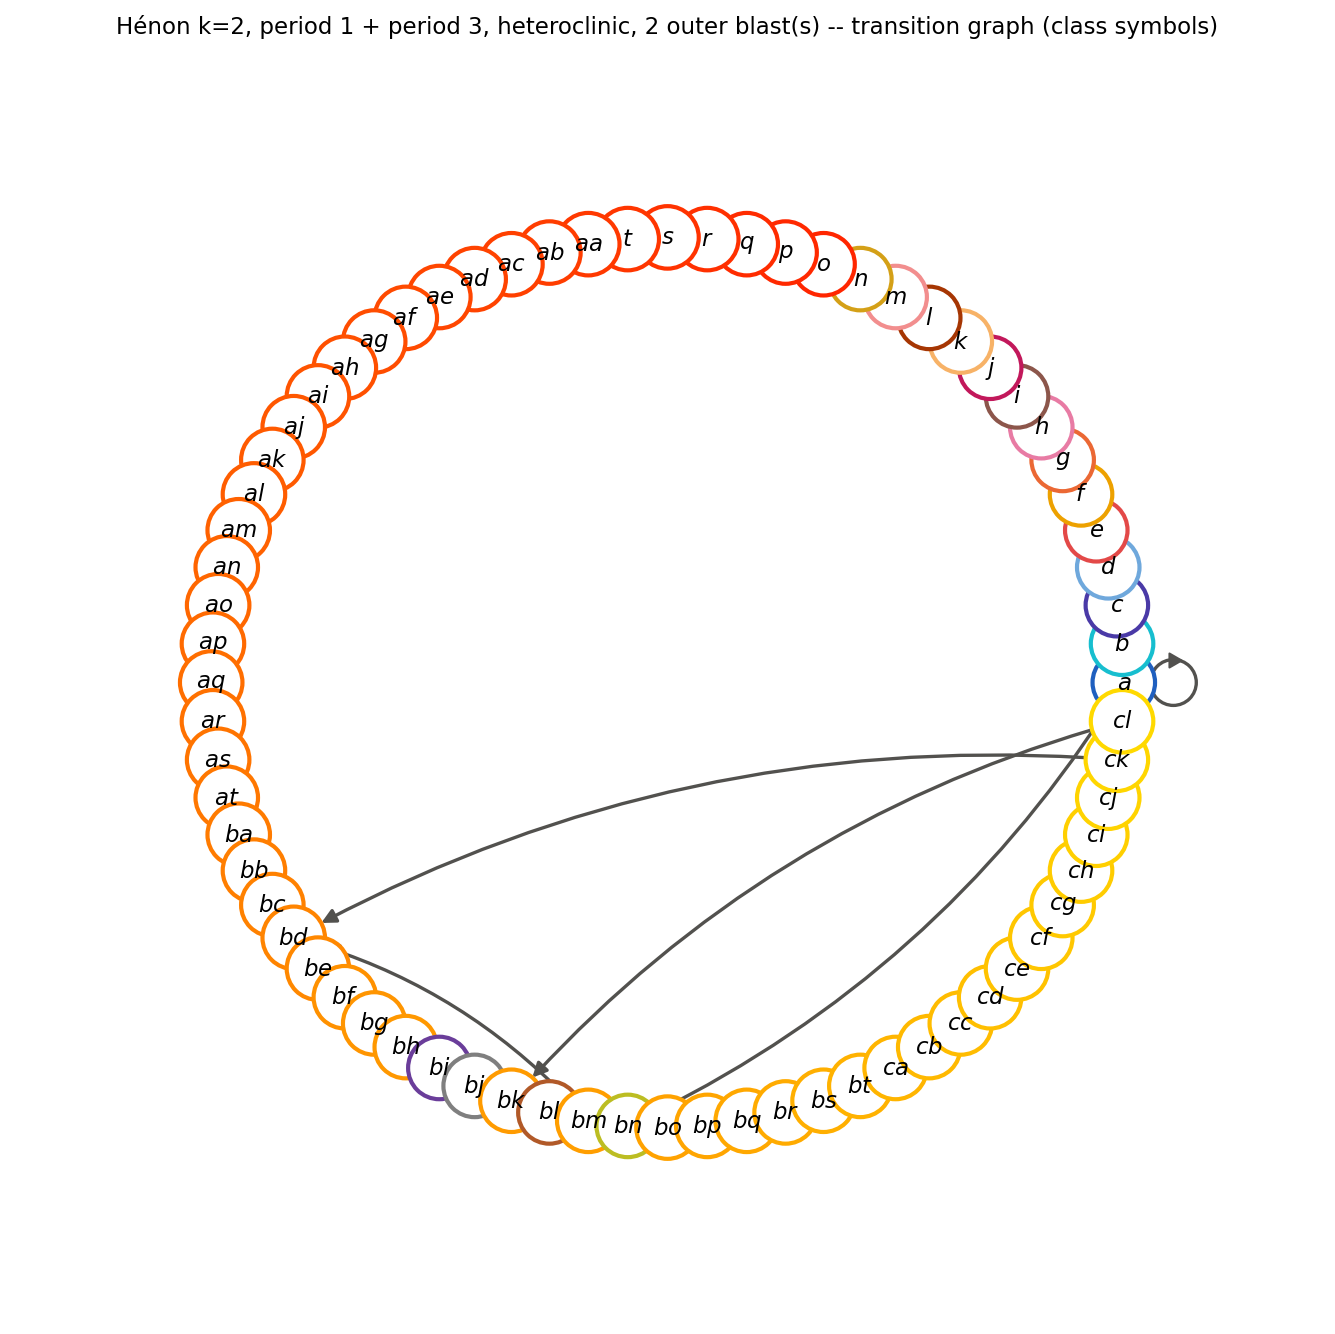 Hénon k=2, period 1 + period 3, heteroclinic, 2 outer blast(s) -- transition graph (class symbols)
a
b
c
d
e
f
g
h
i
j
k
l
m
n
o
p
q
r
s
t
aa
ab
ac
ad
ae
af
ag
ah
ai
aj
ak
al
am
an
ao
ap
aq
ar
as
at
ba
bb
bc
bd
be
bf
bg
bh
bi
bj
bk
bl
bm
bn
bo
bp
bq
br
bs
bt
ca
cb
cc
cd
ce
cf
cg
ch
ci
cj
ck
cl